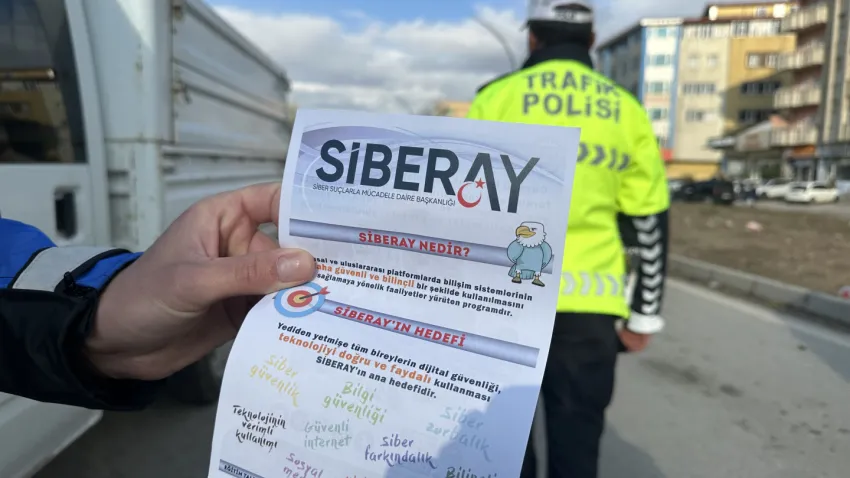 TRAFİK
POLİSİ
SİBERAY
SİBER SUÇLARLA MÜCADELE DAİRE BAŞKANLIĞI
SİBERAY NEDİR?
sal ve uluslararası platformlarda bilişim sistemlerinin
aha güvenli ve bilinçli bir şekilde kullanılmasını
sağlamaya yönelik faaliyetler yürüten programdır.
SİBERAY'IN HEDEFİ
Yediden yetmişe tüm bireylerin dijital güvenliği,
teknolojiyi doğru ve faydalı kullanması
SİBERAY'ın ana hedefidir.
Siber
güvenlik
Bilgi
güvenliği
Siber
zorbalık
Teknolojinin
verimli
kullanımı
Güvenli
internet
Siber
farkındalık
Sosyal